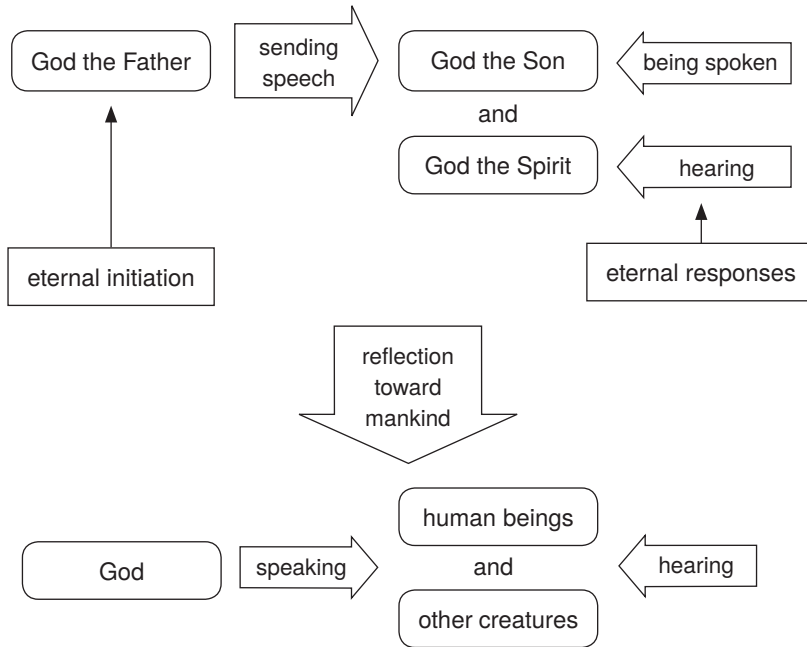 God the Father
sending
speech
God the Son
being spoken
and
God the Spirit
hearing
eternal initiation
eternal responses
reflection
toward
mankind
human beings
God
speaking
and
hearing
other creatures